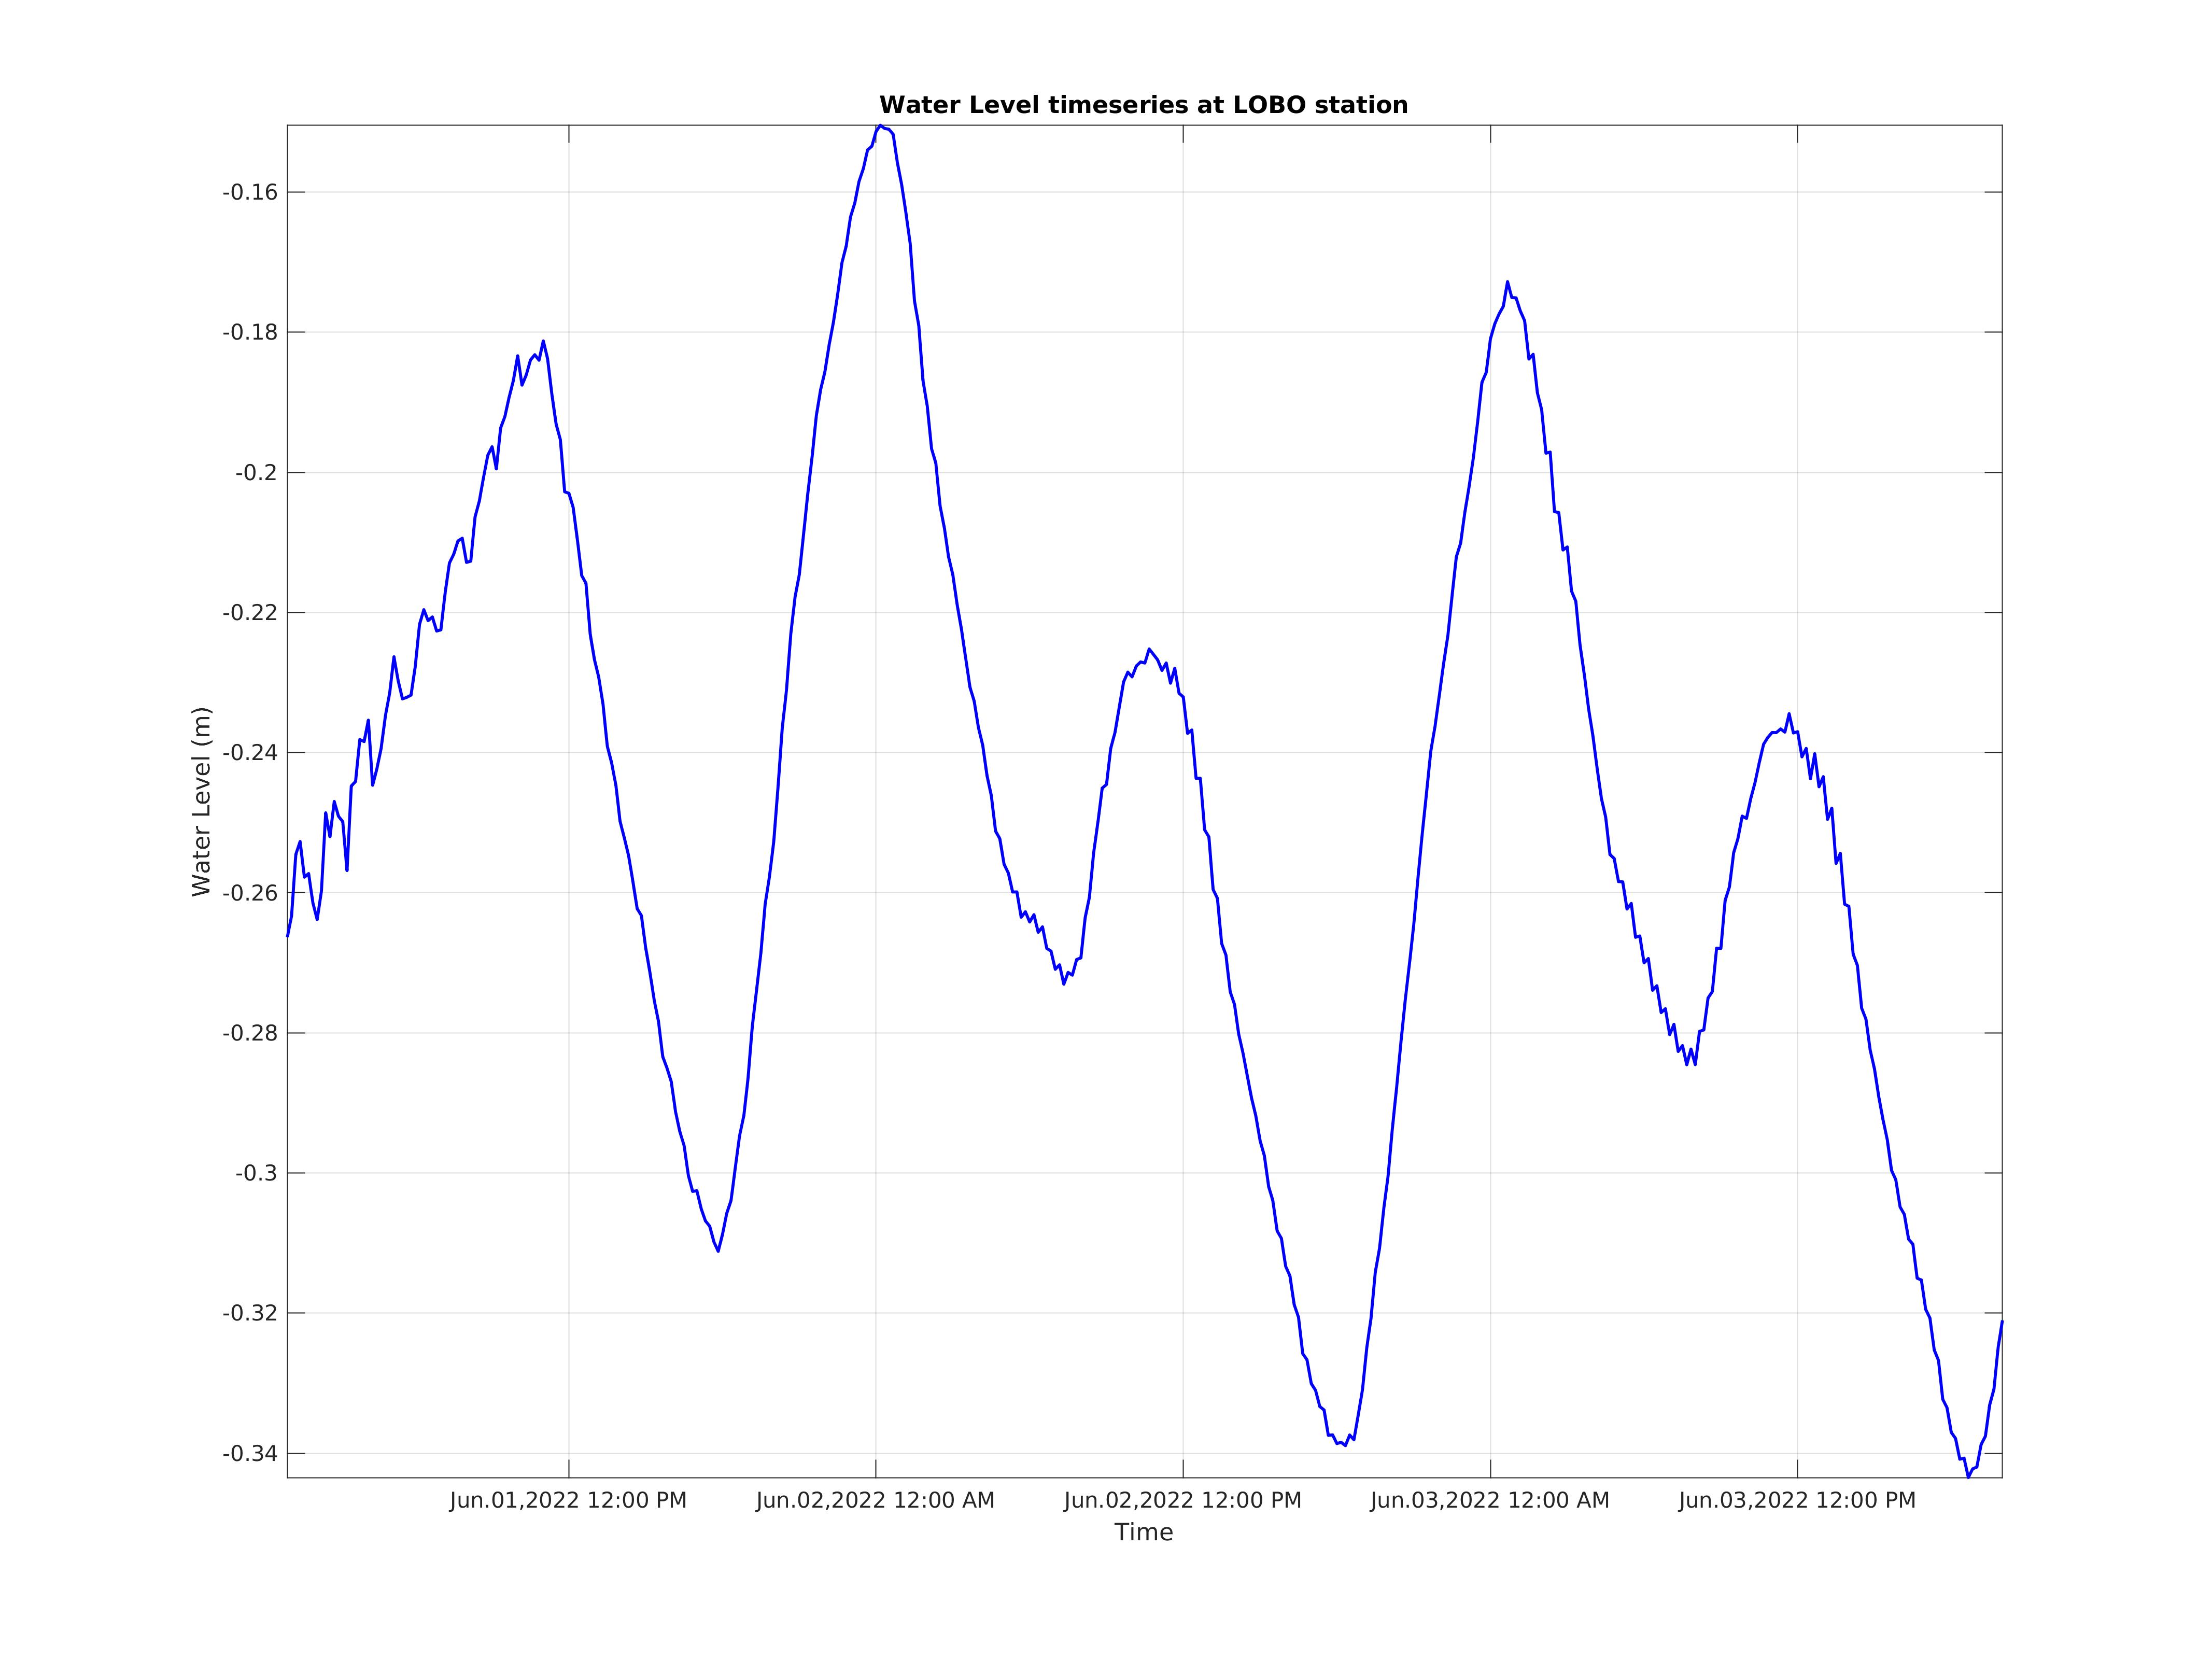 Water Level timeseries at LOBO station
-0.16
-0.18
-0.2
-0.22
-0.24
-0.26
-0.28
-0.3
-0.32
-0.34
Water Level (m)
Jun.01,2022 12:00 PM
Jun.02,2022 12:00 AM
Jun.02,2022 12:00 PM
Jun.03,2022 12:00 AM
Jun.03,2022 12:00 PM
Time